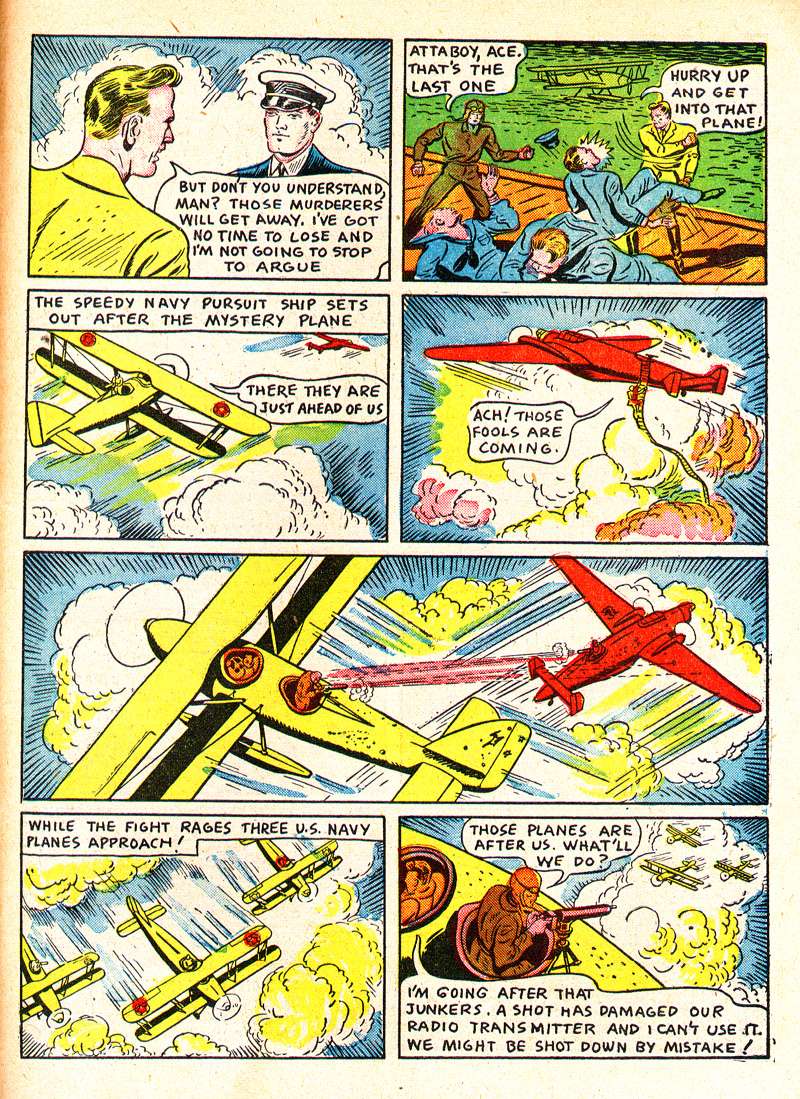 BUT DON'T YOU UNDERSTAND,
MAN? THOSE MURDERERS
WILL GET AWAY. I'VE GOT
NO TIME TO LOSE AND
I'M NOT GOING TO STOP
TO ARGUE
ATTABOY, ACE.
THAT'S THE
LAST ONE
HURRY UP
AND GET
INTO THAT
PLANE!
THE SPEEDY NAVY PURSUIT SHIP SETS
OUT AFTER THE MYSTERY PLANE
THERE THEY ARE
JUST AHEAD OF US
ACH! THOSE
FOOLS ARE
COMING.
WHILE THE FIGHT RAGES THREE U.S. NAVY
PLANES APPROACH!
THOSE PLANES ARE
AFTER US. WHAT'LL
WE DO?
I'M GOING AFTER THAT
JUNKERS. A SHOT HAS DAMAGED OUR
RADIO TRANSMITTER AND I CAN'T USE IT.
WE MIGHT BE SHOT DOWN BY MISTAKE!